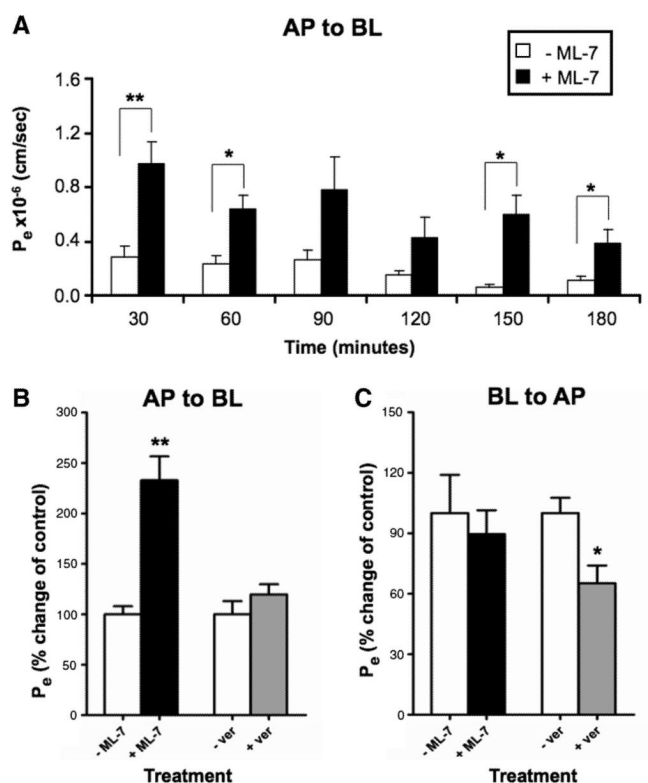 A
AP to BL
- ML-7
+ ML-7
Pe x10-6 (cm/sec)
1.6
1.2
0.8
0.4
0.0
**
*
*
*
30 60 90 120 150 180
Time (minutes)
B
AP to BL
Pe (% change of control)
300
250
200
150
100
50
0
**
- ML-7 + ML-7 - ver + ver
Treatment
C
BL to AP
Pe (% change of control)
150
120
90
60
30
0
*
- ML-7 + ML-7 - ver + ver
Treatment